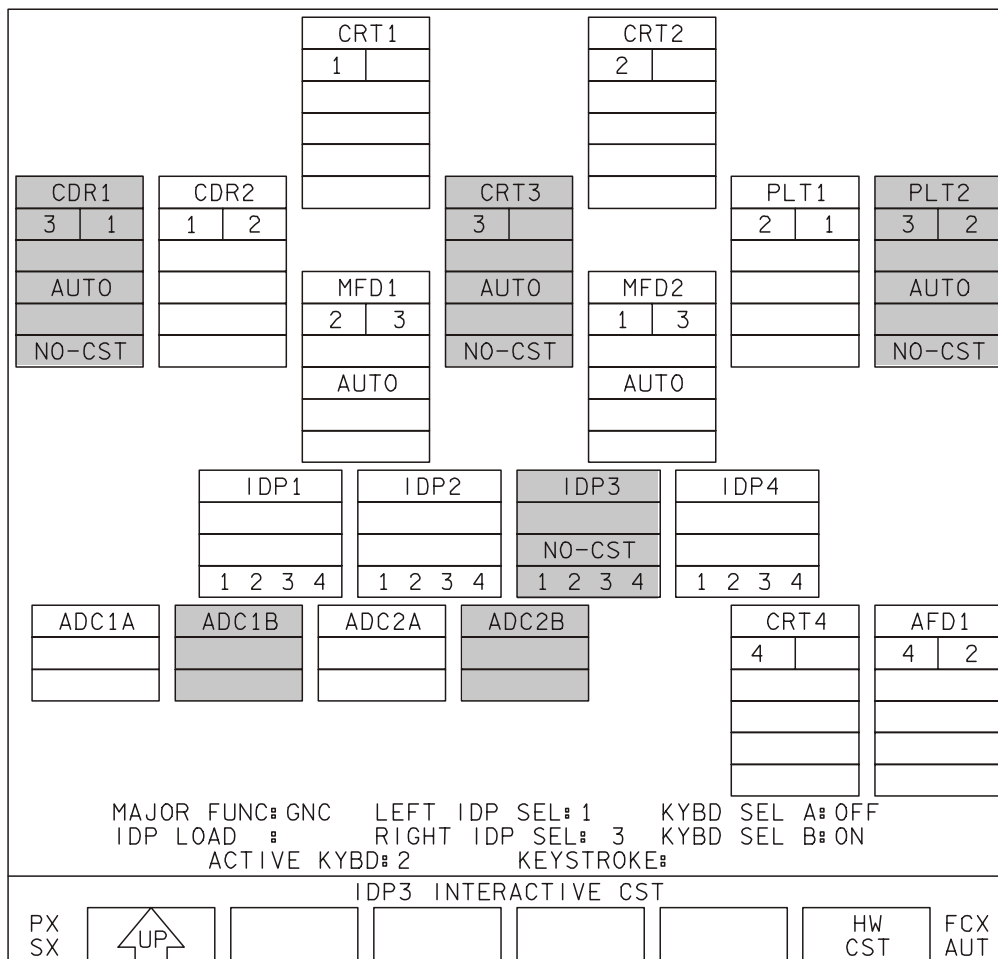 CRT1 CRT2
1 2
CDR1 CDR2 CRT3 PLT1 PLT2
3 1 1 2 3 2 1 3 2
AUTO MFD1 AUTO MFD2 AUTO
2 3 1 3
NO-CST NO-CST NO-CST
AUTO AUTO
IDP1 IDP2 IDP3 IDP4
NO-CST
1 2 3 4 1 2 3 4 1 2 3 4 1 2 3 4
ADC1A ADC1B ADC2A ADC2B CRT4 AFD1
4 4 2
MAJOR FUNC: GNC LEFT IDP SEL: 1 KYBD SEL A: OFF
IDP LOAD : RIGHT IDP SEL: 3 KYBD SEL B: ON
ACTIVE KYBD: 2 KEYSTROKE:
IDP3 INTERACTIVE CST
PX HW FCX
SX UP CST AUT